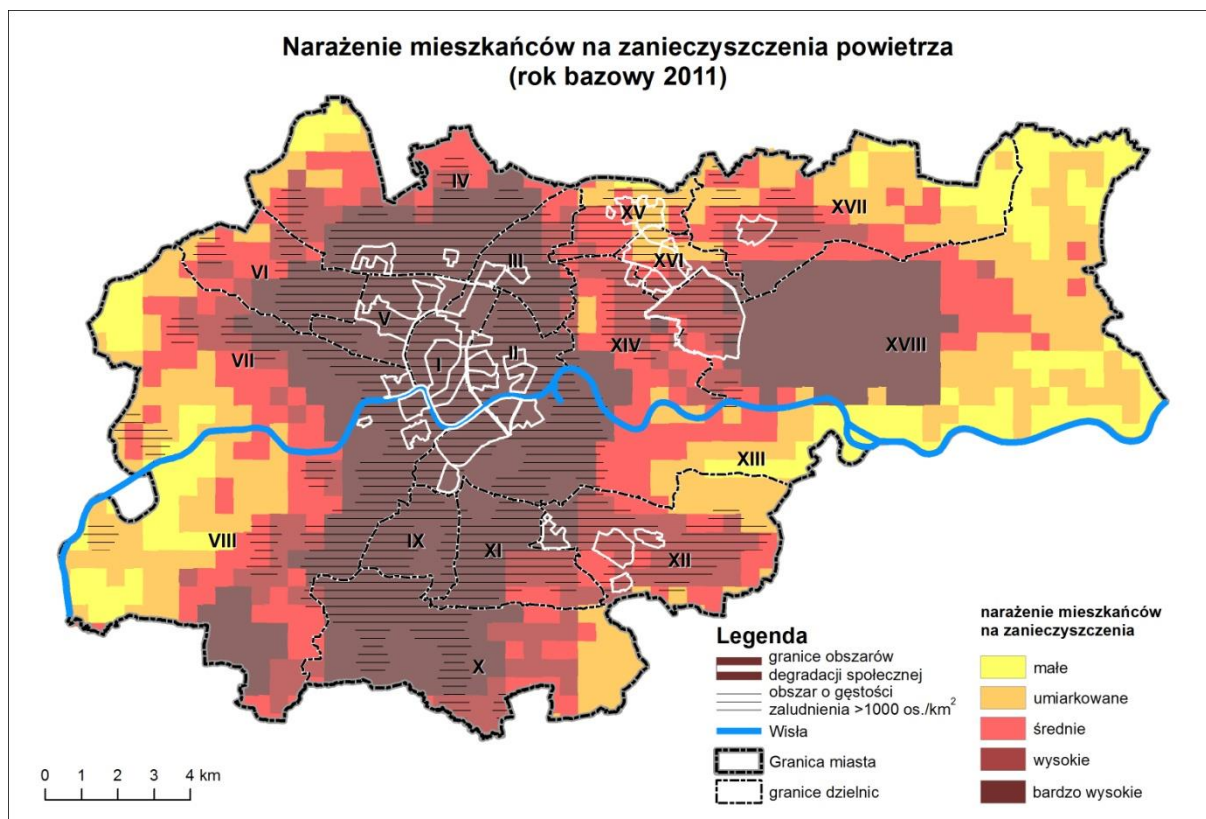 Narażenie mieszkańców na zanieczyszczenia powietrza
(rok bazowy 2011)
IV
XV
XVII
III
XVI
VI
V
VII
I
II
XIV
XVIII
XIII
VIII
IX
XI
XII
X
Legenda
granice obszarów
degradacji społecznej
obszar o gęstości
zaludnienia >1000 os./km²
Wisła
Granica miasta
granice dzielnic
narażenie mieszkańców
na zanieczyszczenia
małe
umiarkowane
średnie
wysokie
bardzo wysokie
0 1 2 3 4 km